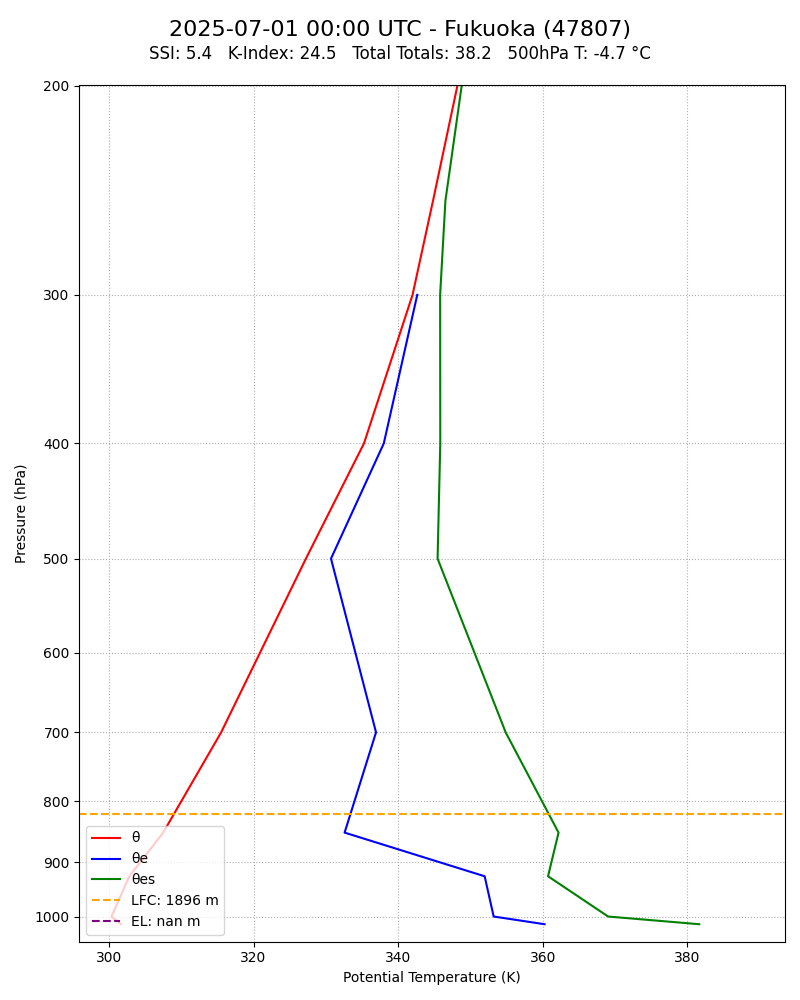 2025-07-01 00:00 UTC - Fukuoka (47807)
SSI: 5.4   K-Index: 24.5   Total Totals: 38.2   500hPa T: -4.7 °C
200
300
400
500
600
700
800
900
1000
Pressure (hPa)
θ
θe
θes
LFC: 1896 m
EL: nan m
300
320
340
360
380
Potential Temperature (K)